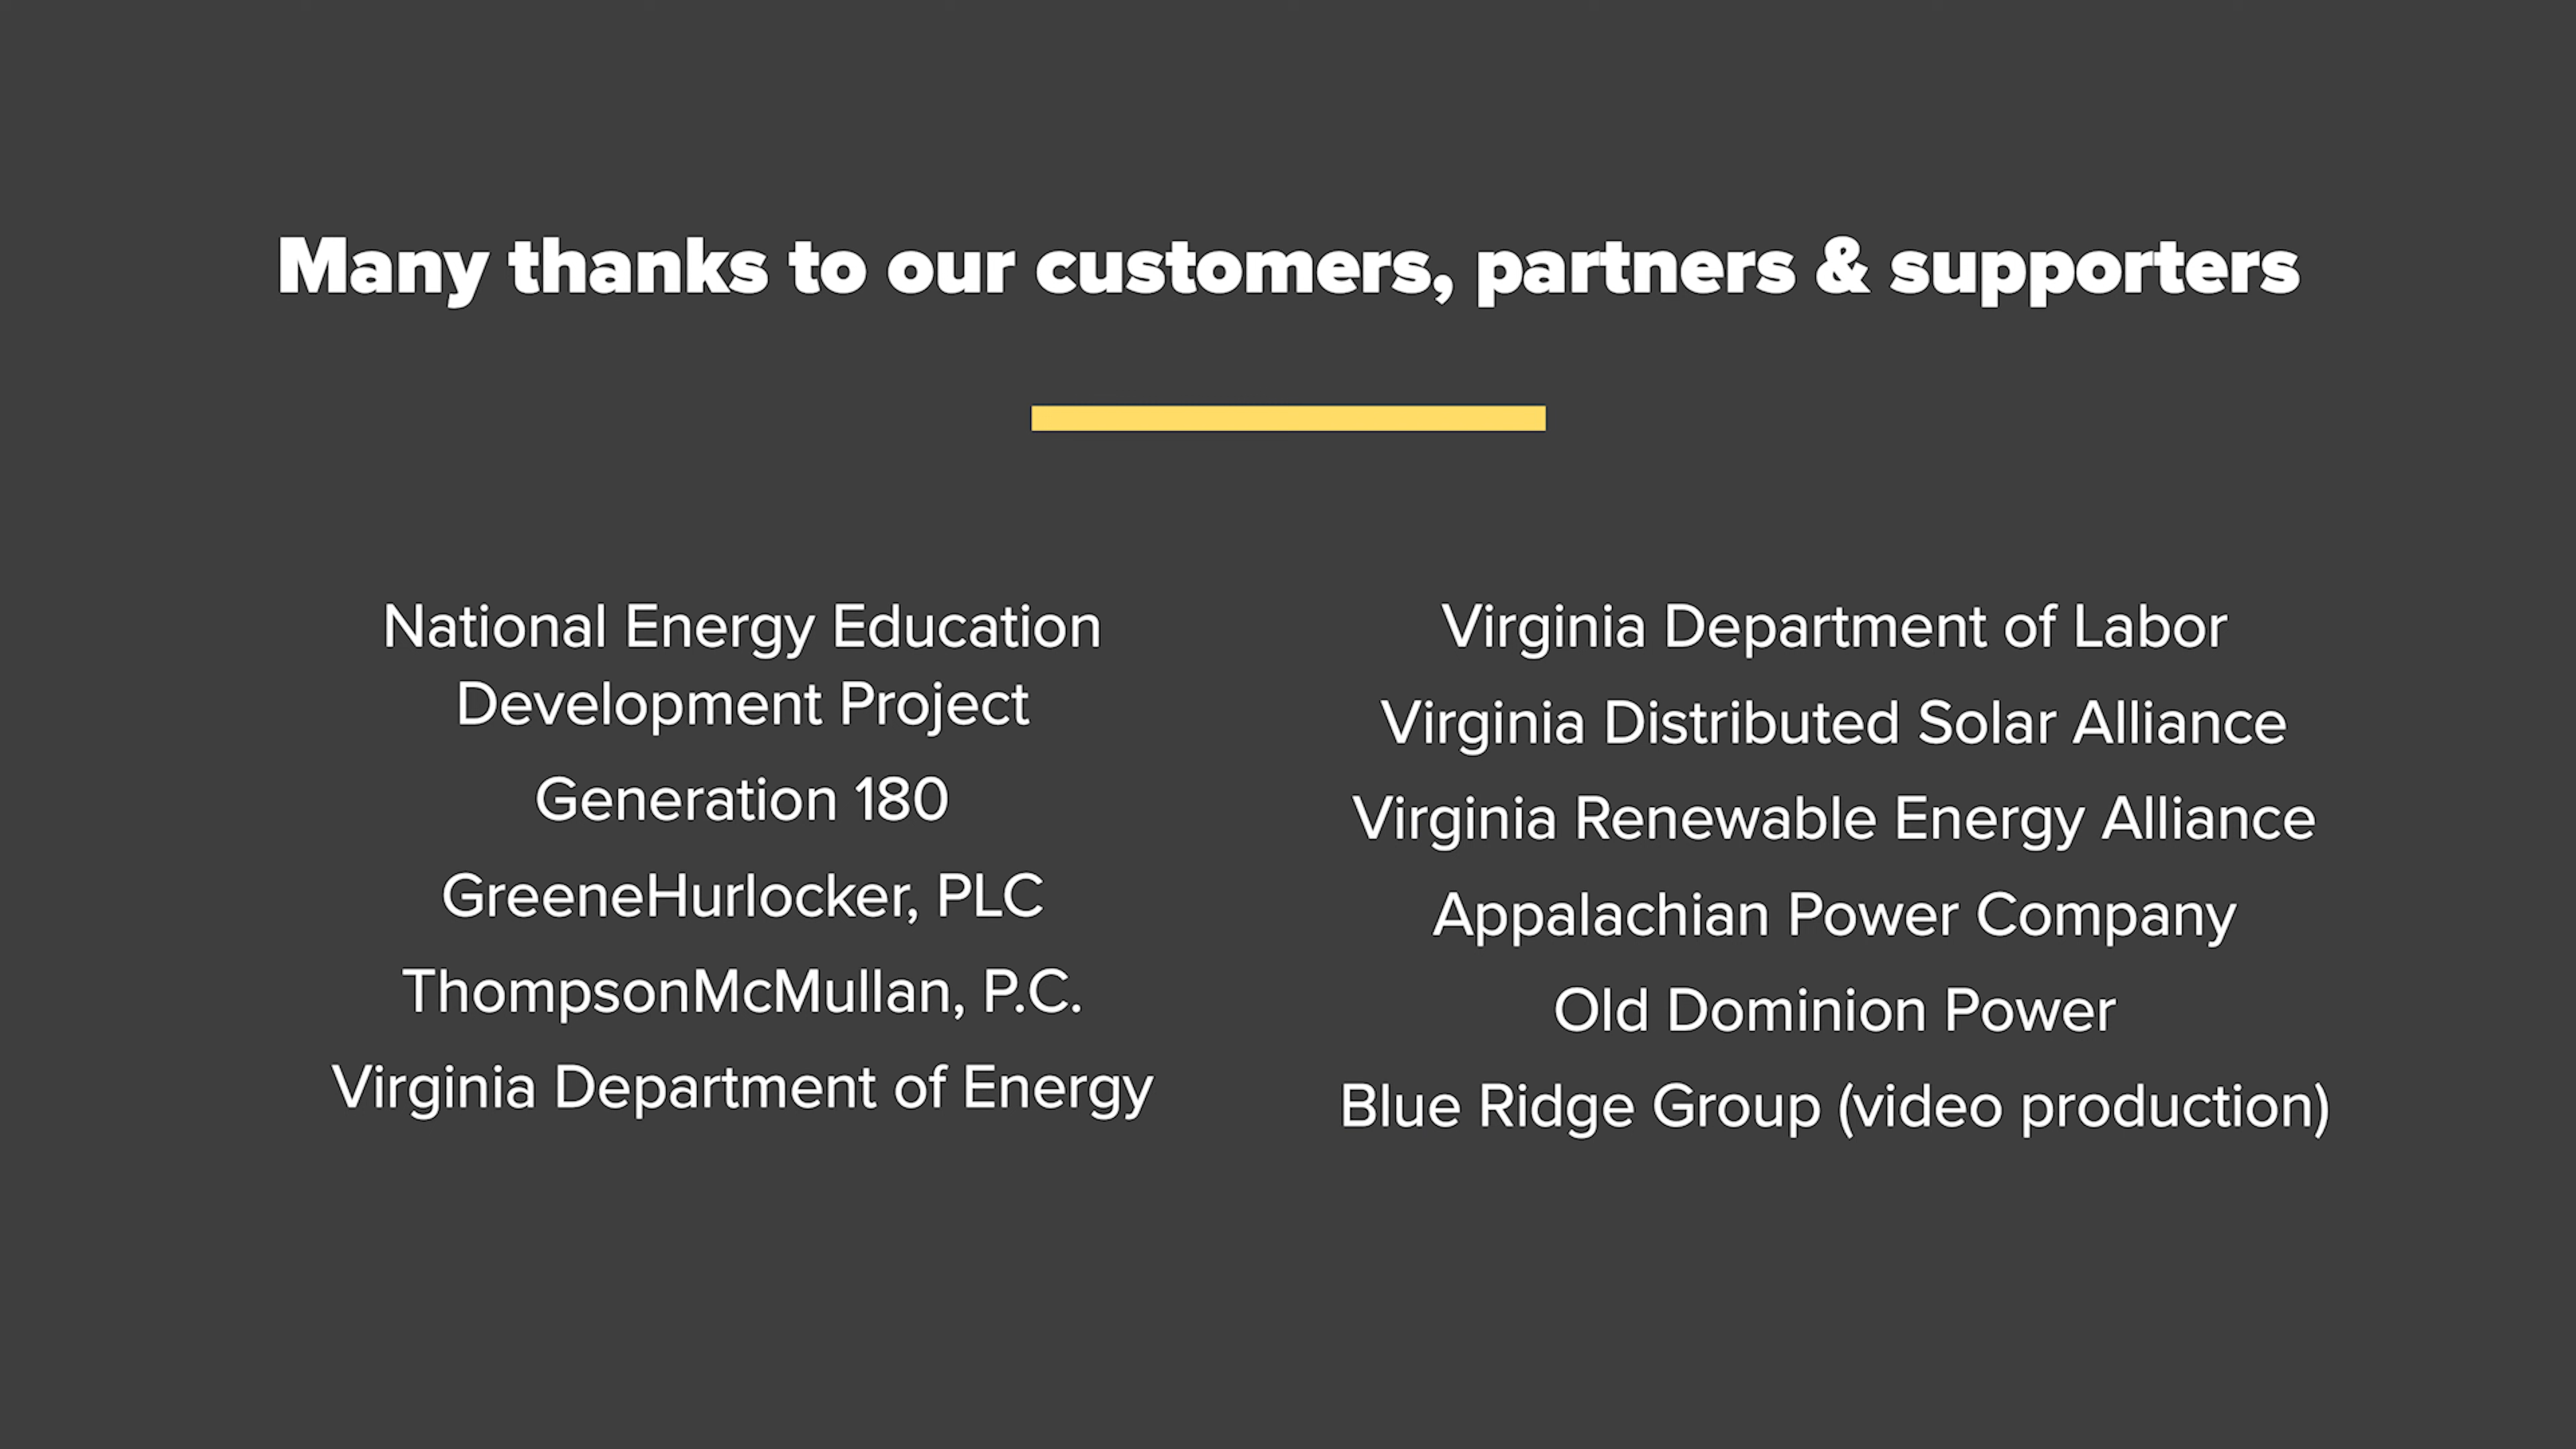 Many thanks to our customers, partners & supporters
National Energy Education
Development Project
Generation 180
GreeneHurlocker, PLC
ThompsonMcMullan, P.C.
Virginia Department of Energy
Virginia Department of Labor
Virginia Distributed Solar Alliance
Virginia Renewable Energy Alliance
Appalachian Power Company
Old Dominion Power
Blue Ridge Group (video production)